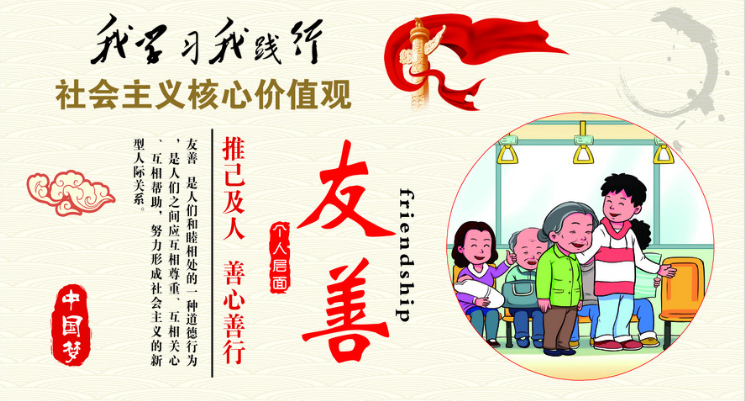 我学习我践行
社会主义核心价值观
friendship
友善
个人层面
推己及人 善心善行
友善 是人们和睦相处的一种道德行为
，是人们之间应互相尊重、互相关心
、互相帮助，努力形成社会主义的新
型人际关系。
中国梦